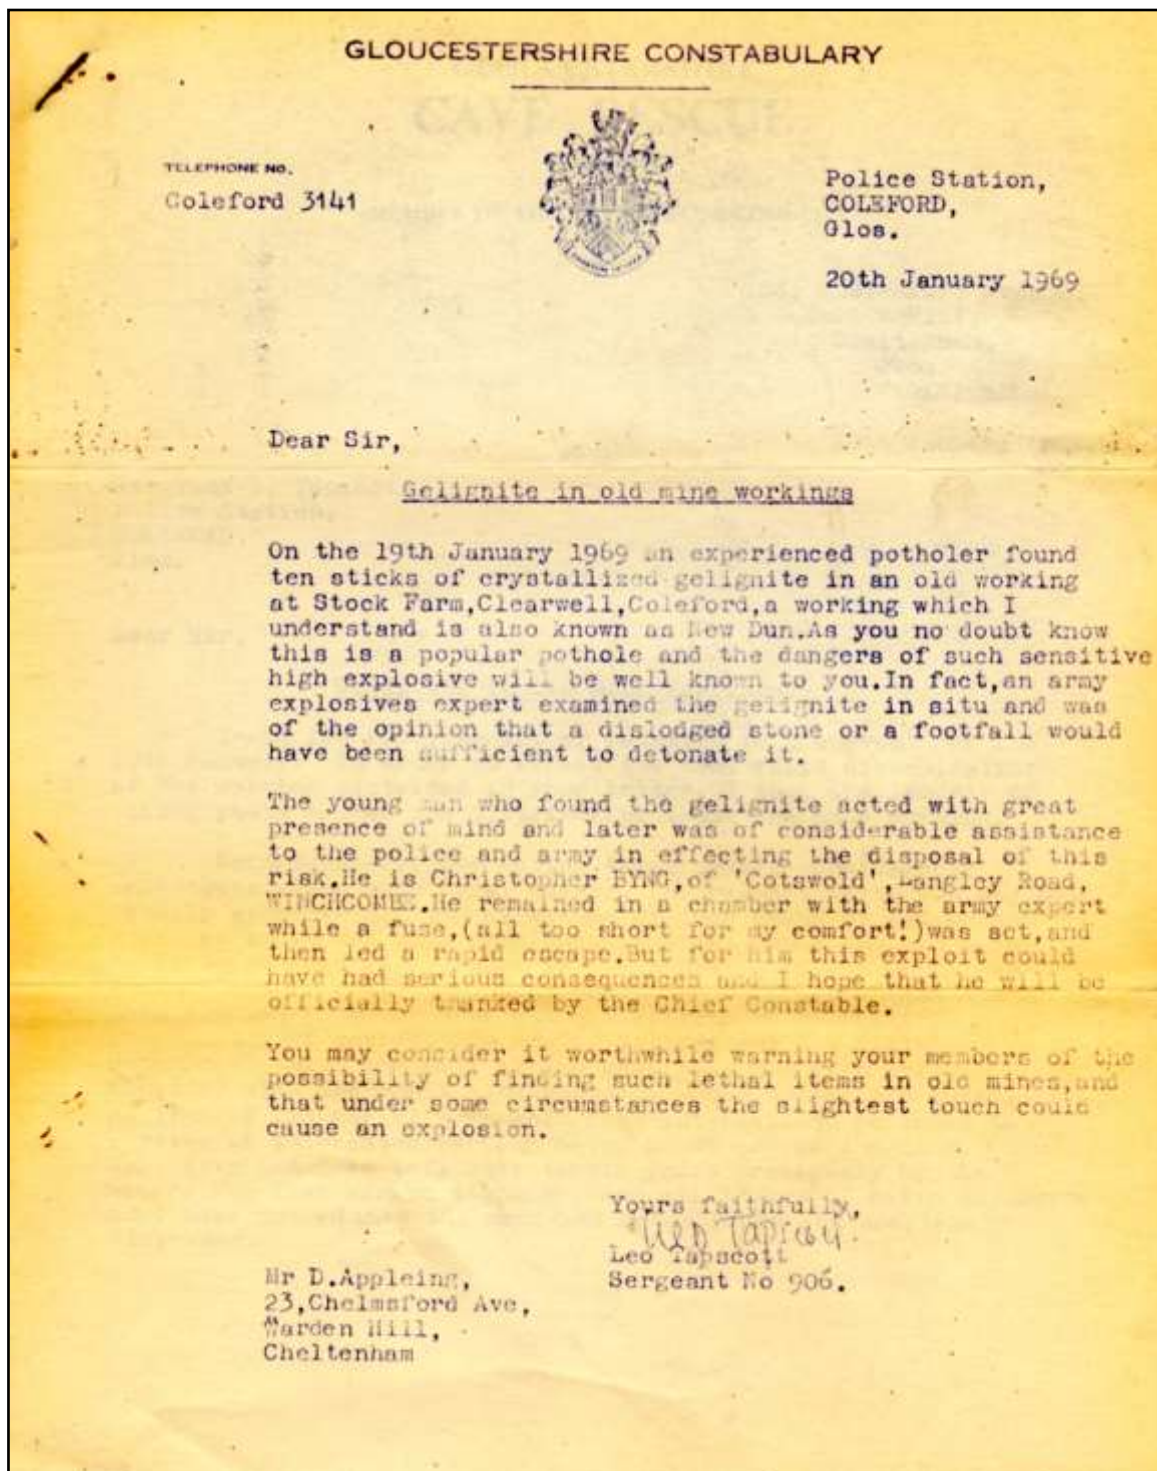 GLOUCESTERSHIRE CONSTABULARY
TELEPHONE NO.
Coleford 3141
Police Station,
COLEFORD,
Glos.
20th January 1969
Dear Sir,
Gelignite in old mine workings
On the 19th January 1969 an experienced potholer found
ten sticks of crystallized gelignite in an old working
at Stock Farm,Clearwell,Coleford,a working which I
understand is also known as New Dun.As you no doubt know
this is a popular pothole and the dangers of such sensitive
high explosive will be well known to you.In fact,an army
explosives expert examined the gelignite in situ and was
of the opinion that a dislodged stone or a footfall would
have been sufficient to detonate it.
The young man who found the gelignite acted with great
presence of mind and later was of considerable assistance
to the police and army in effecting the disposal of this
risk.He is Christopher BYNG,of 'Cotswold',Langley Road,
WINCHCOMBE.He remained in a chamber with the army expert
while a fuse,(all too short for my comfort!)was set,and
then led a rapid escape.But for him this exploit could
have had serious consequences and I hope that he will be
officially thanked by the Chief Constable.
You may consider it worthwhile warning your members of the
possibility of finding such lethal items in old mines,and
that under some circumstances the slightest touch could
cause an explosion.
Yours faithfully,
Leo Tapscott
Leo Tapscott
Sergeant No 906.
Mr D.Appleing,
23,Chelmsford Ave,
Warden Hill,
Cheltenham